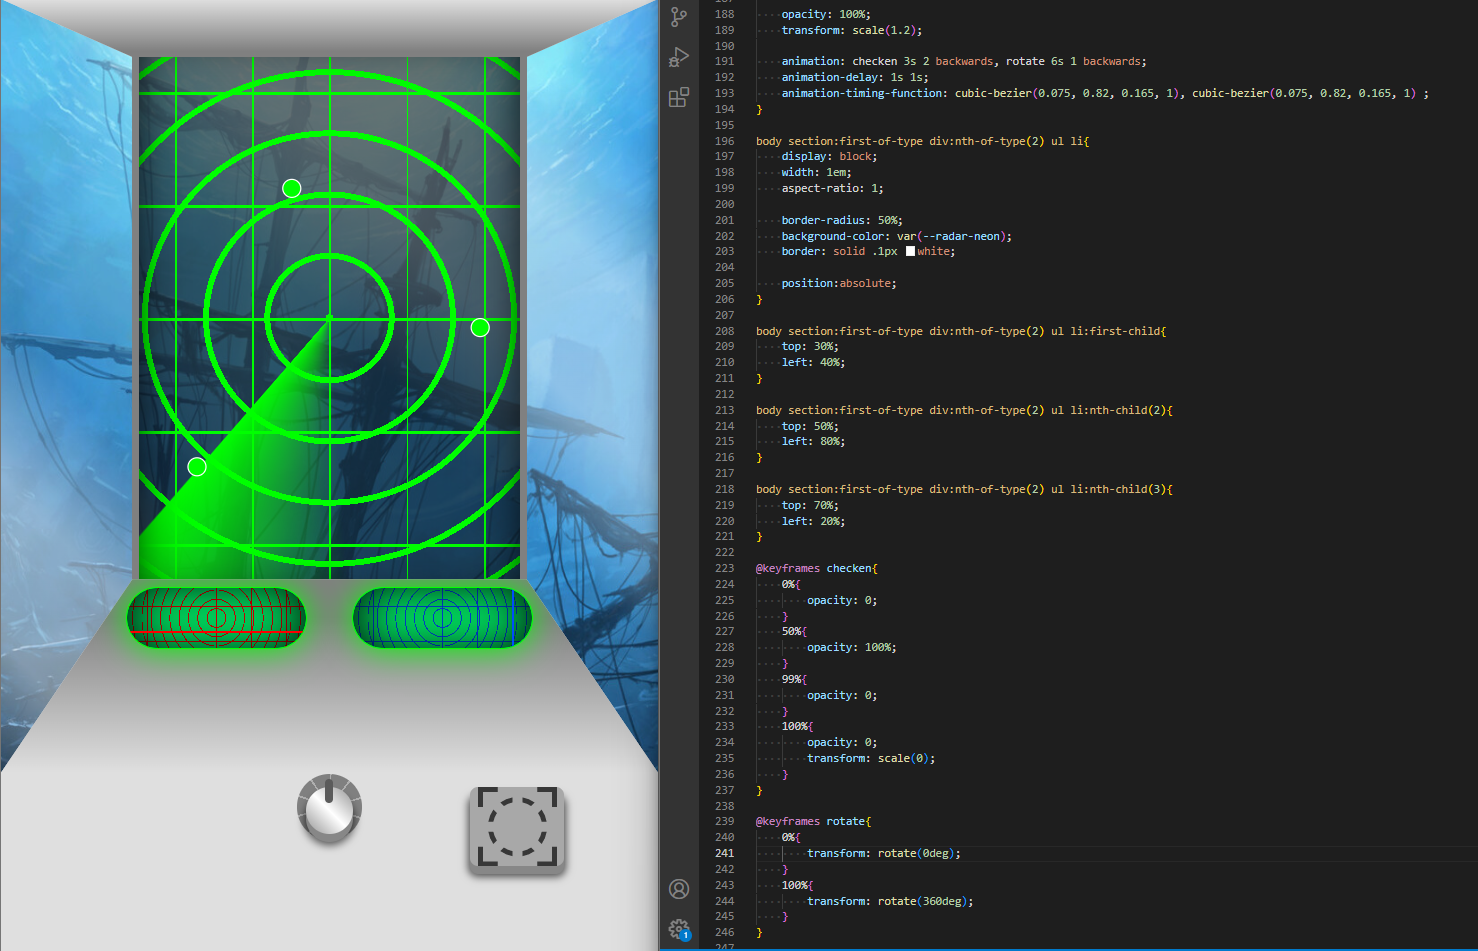 188 opacity: 100%;
189 transform: scale(1.2);
190
191 animation: checken 3s 2 backwards, rotate 6s 1 backwards;
192 animation-delay: 1s 1s;
193 animation-timing-function: cubic-bezier(0.075, 0.82, 0.165, 1), cubic-bezier(0.075, 0.82, 0.165, 1) ;
194 }
195
196 body section:first-of-type div:nth-of-type(2) ul li{
197 display: block;
198 width: 1em;
199 aspect-ratio: 1;
200
201 border-radius: 50%;
202 background-color: var(--radar-neon);
203 border: solid .1px white;
204
205 position:absolute;
206 }
207
208 body section:first-of-type div:nth-of-type(2) ul li:first-child{
209 top: 30%;
210 left: 40%;
211 }
212
213 body section:first-of-type div:nth-of-type(2) ul li:nth-child(2){
214 top: 50%;
215 left: 80%;
216 }
217
218 body section:first-of-type div:nth-of-type(2) ul li:nth-child(3){
219 top: 70%;
220 left: 20%;
221 }
222
223 @keyframes checken{
224 0%{
225 opacity: 0;
226 }
227 50%{
228 opacity: 100%;
229 }
230 99%{
231 opacity: 0;
232 }
233 100%{
234 opacity: 0;
235 transform: scale(0);
236 }
237 }
238
239 @keyframes rotate{
240 0%{
241 transform: rotate(0deg);
242 }
243 100%{
244 transform: rotate(360deg);
245 }
246 }
1